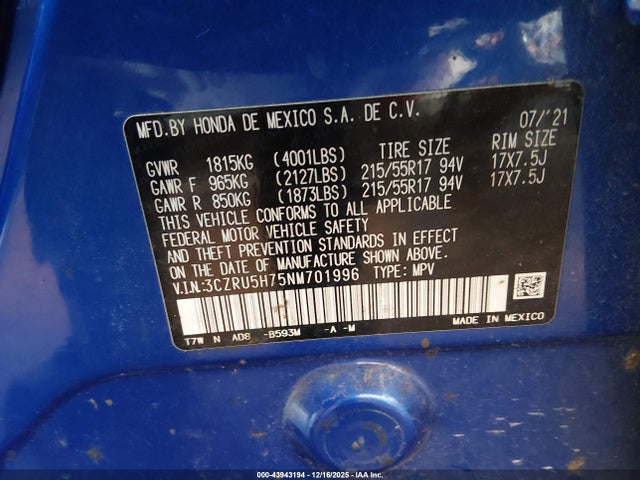 MFD.BY HONDA DE MEXICO S.A. DE C.V. 07/'21
GVWR 1815KG (4001LBS) TIRE SIZE RIM SIZE
GAWR F 965KG (2127LBS) 215/55R17 94V 17X7.5J
GAWR R 850KG (1873LBS) 215/55R17 94V 17X7.5J
THIS VEHICLE CONFORMS TO ALL APPLICABLE
FEDERAL MOTOR VEHICLE SAFETY
AND THEFT PREVENTION STANDARDS IN EFFECT
ON THE DATE OF MANUFACTURE SHOWN ABOVE.
V.I.N.:3CZRU5H75NM701996 TYPE: MPV
T7W N AD8 -B593M -A -M MADE IN MEXICO
000-43943194 | 12/16/2025 - IAA Inc.